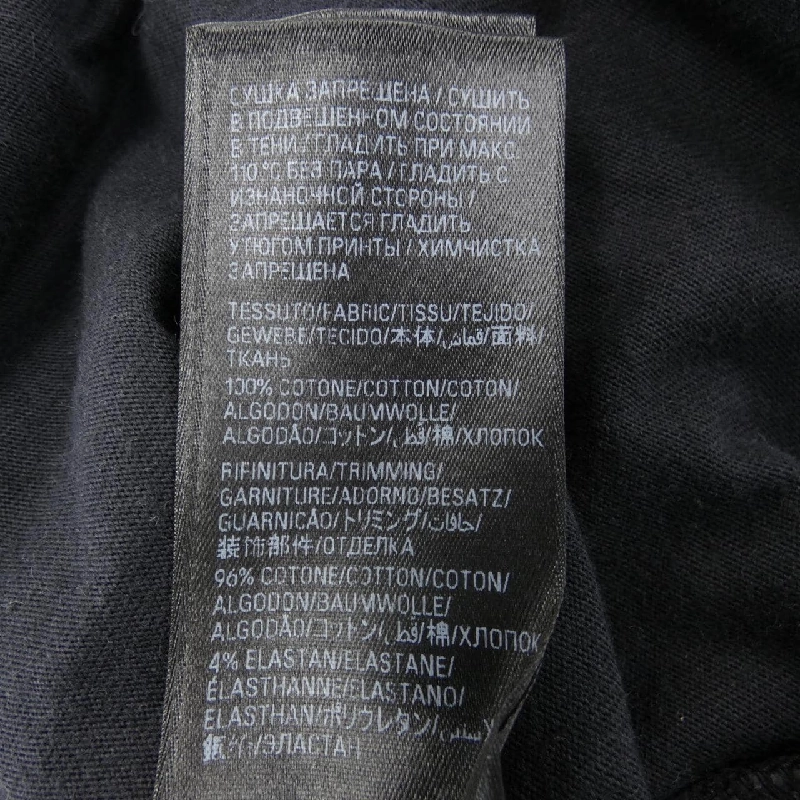 СУШКА ЗАПРЕЩЕНА / СУШИТЬ
В ПОДВЕШЕННОМ СОСТОЯНИИ
В ТЕНИ / ГЛАДИТЬ ПРИ МАКС.
110 °C БЕЗ ПАРА / ГЛАДИТЬ С
ИЗНАНОЧНОЙ СТОРОНЫ /
ЗАПРЕЩАЕТСЯ ГЛАДИТЬ
УТЮГОМ ПРИНТЫ / ХИМЧИСТКА
ЗАПРЕЩЕНА
TESSUTO/FABRIC/TISSU/TEJIDO/
GEWEBE/TECIDO/本体/قماش/面料/
ТКАНЬ
100% COTONE/COTTON/COTON/
ALGODON/BAUMWOLLE/
ALGODÃO/コットン/قطن/棉/ХЛОПОК
RIFINITURA/TRIMMING/
GARNITURE/ADORNO/BESATZ/
GUARNICÃO/トリミング/حافات/
装饰部件/ОТДЕЛКА
96% COTONE/COTTON/COTON/
ALGODON/BAUMWOLLE/
ALGODÃO/コットン/قطن/棉/ХЛОПОК
4% ELASTAN/ELASTANE/
ÉLASTHANNE/ELASTANO/
ELASTHAN/ポリウレタン/
/ЭЛАСТАН